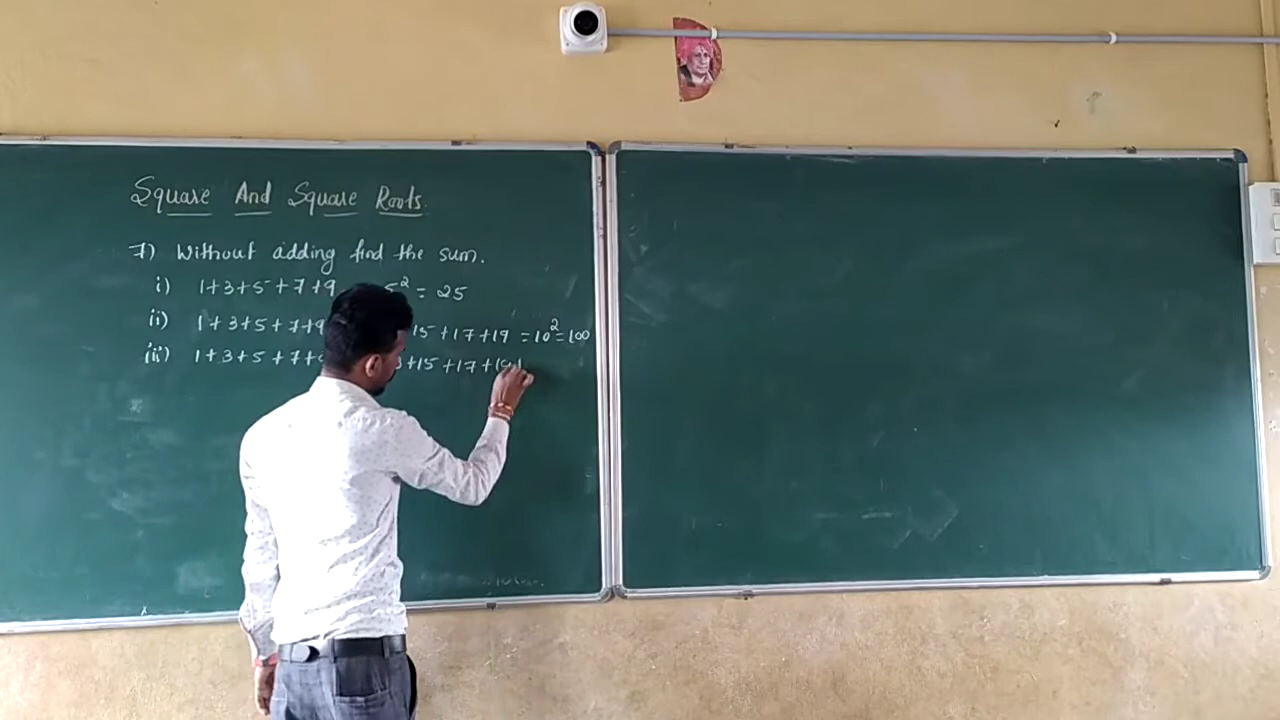 Square And Square Roots.
7) Without adding find the sum.
i) 1+3+5+7+9 5² = 25
ii) 1+3+5+7+9 15+17+19 =10²=100
iii) 1+3+5+7+ +15+17+19